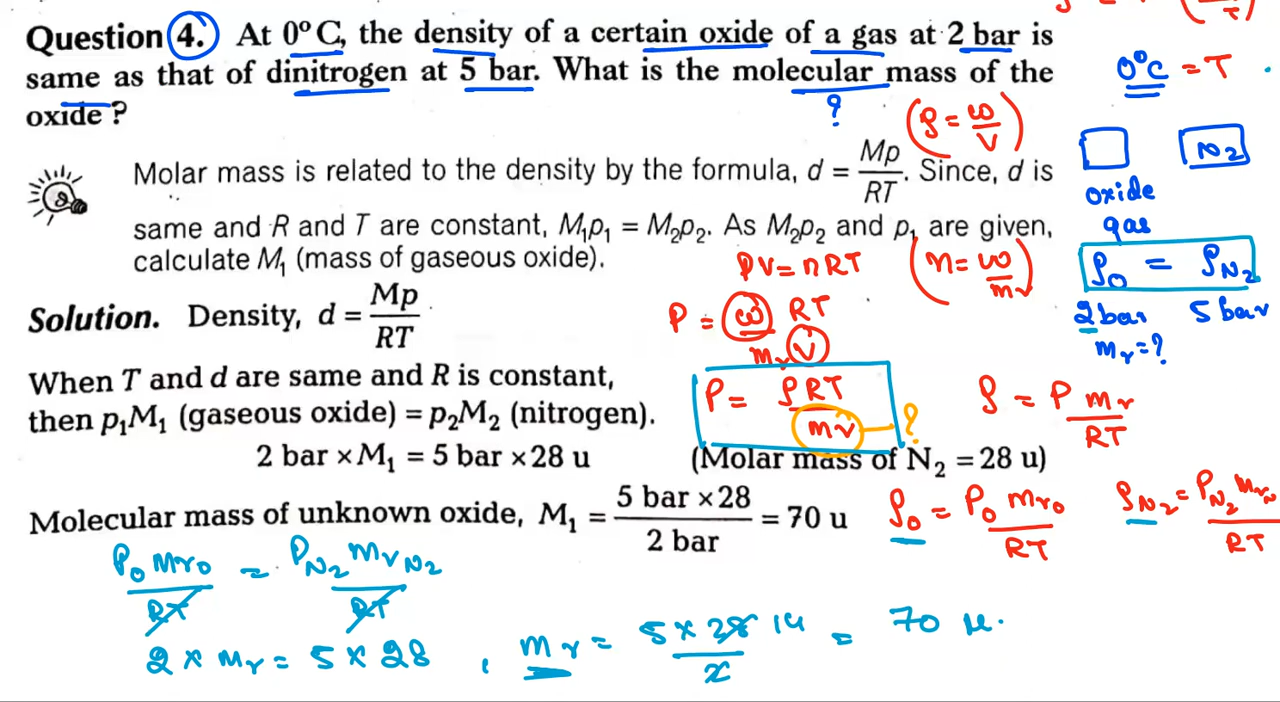 Question 4. At 0° C, the density of a certain oxide of a gas at 2 bar is
same as that of dinitrogen at 5 bar. What is the molecular mass of the
oxide ?
?
0°C = T
(ρ = ω/V)
N2
oxide
gas
Molar mass is related to the density by the formula, d = Mp/RT. Since, d is
same and R and T are constant, M₁p₁ = M₂p₂. As M₂p₂ and p₁ are given,
calculate M₁ (mass of gaseous oxide).
PV = nRT
(n = ω/mr)
ρo = ρN2
2 bar 5 bar
mr = ?
Solution. Density, d = Mp/RT
P = ω RT/mr V
When T and d are same and R is constant,
then p₁M₁ (gaseous oxide) = p₂M₂ (nitrogen).
P = ρRT/mr ?
ρ = P mr/RT
2 bar × M₁ = 5 bar × 28 u (Molar mass of N₂ = 28 u)
Molecular mass of unknown oxide, M₁ = 5 bar × 28/2 bar = 70 u
ρo = Po mro/RT
ρN2 = PN2 MrN/RT
Po Mro/RT = PN2 MrN2/RT
2 × Mr = 5 × 28 , mr = 5 × 28 14/2 = 70 u.